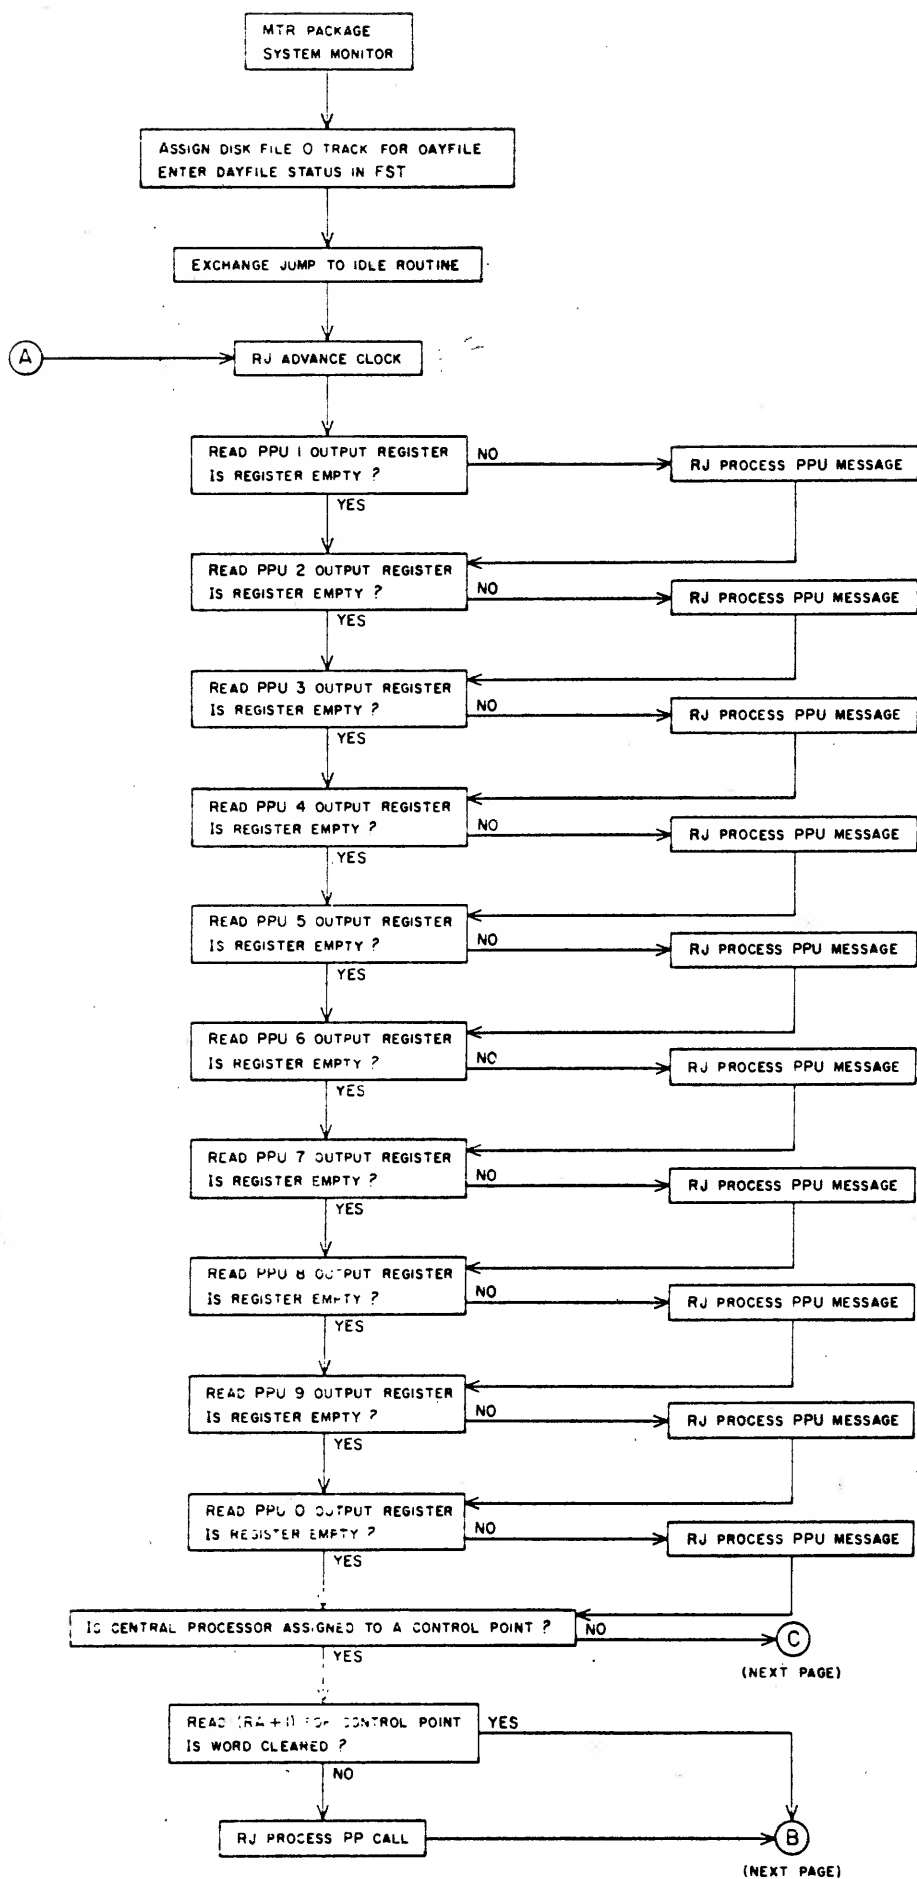 MTR PACKAGE
SYSTEM MONITOR
ASSIGN DISK FILE 0 TRACK FOR DAYFILE
ENTER DAYFILE STATUS IN FST
EXCHANGE JUMP TO IDLE ROUTINE
A
RJ ADVANCE CLOCK
READ PPU 1 OUTPUT REGISTER
IS REGISTER EMPTY ?
NO
RJ PROCESS PPU MESSAGE
YES
READ PPU 2 OUTPUT REGISTER
IS REGISTER EMPTY ?
NO
RJ PROCESS PPU MESSAGE
YES
READ PPU 3 OUTPUT REGISTER
IS REGISTER EMPTY ?
NO
RJ PROCESS PPU MESSAGE
YES
READ PPU 4 OUTPUT REGISTER
IS REGISTER EMPTY ?
NO
RJ PROCESS PPU MESSAGE
YES
READ PPU 5 OUTPUT REGISTER
IS REGISTER EMPTY ?
NO
RJ PROCESS PPU MESSAGE
YES
READ PPU 6 OUTPUT REGISTER
IS REGISTER EMPTY ?
NO
RJ PROCESS PPU MESSAGE
YES
READ PPU 7 OUTPUT REGISTER
IS REGISTER EMPTY ?
NO
RJ PROCESS PPU MESSAGE
YES
READ PPU 8 OUTPUT REGISTER
IS REGISTER EMPTY ?
NO
RJ PROCESS PPU MESSAGE
YES
READ PPU 9 OUTPUT REGISTER
IS REGISTER EMPTY ?
NO
RJ PROCESS PPU MESSAGE
YES
READ PPU 0 OUTPUT REGISTER
IS REGISTER EMPTY ?
NO
RJ PROCESS PPU MESSAGE
YES
IS CENTRAL PROCESSOR ASSIGNED TO A CONTROL POINT ?
NO
C
(NEXT PAGE)
YES
READ (RA+1) FOR CONTROL POINT
IS WORD CLEARED ?
YES
NO
RJ PROCESS PP CALL
B
(NEXT PAGE)